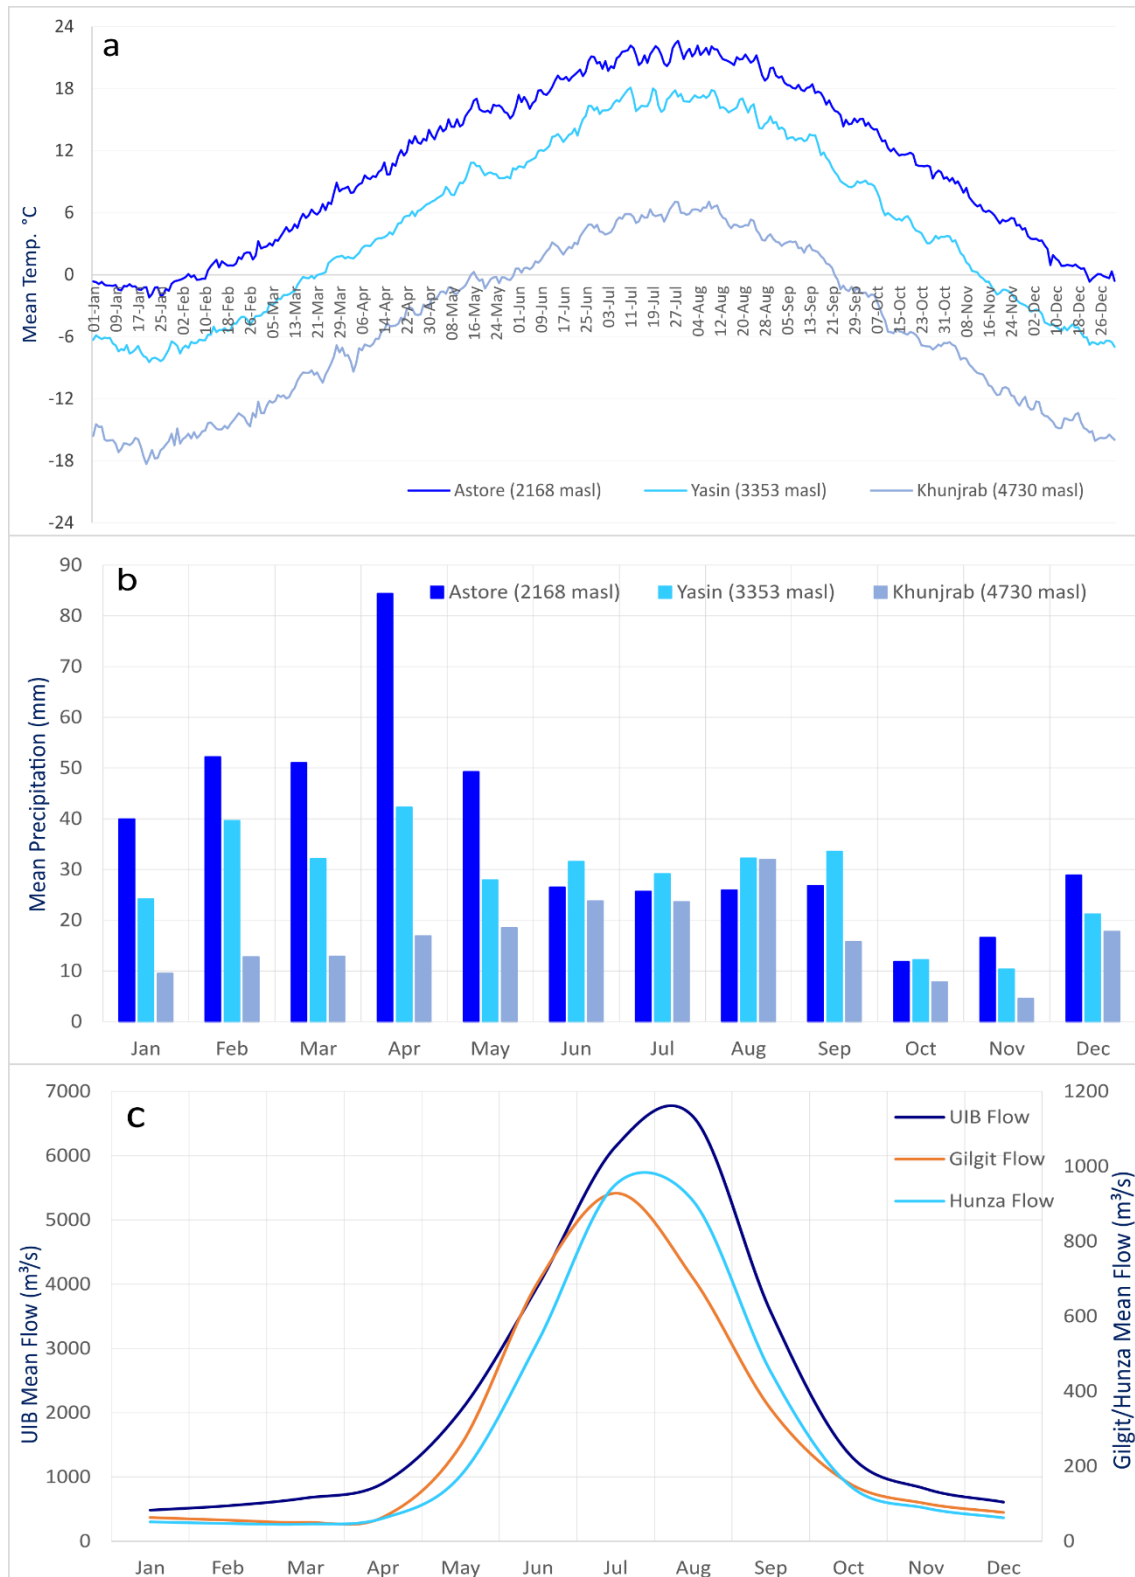 a
Mean Temp. °C
24
18
12
6
0
-6
-12
-18
-24
01-Jan
09-Jan
17-Jan
25-Jan
02-Feb
10-Feb
18-Feb
26-Feb
05-Mar
13-Mar
21-Mar
29-Mar
06-Apr
14-Apr
22-Apr
30-Apr
08-May
16-May
24-May
01-Jun
09-Jun
17-Jun
25-Jun
03-Jul
11-Jul
19-Jul
27-Jul
04-Aug
12-Aug
20-Aug
28-Aug
05-Sep
13-Sep
21-Sep
29-Sep
07-Oct
15-Oct
23-Oct
31-Oct
08-Nov
16-Nov
24-Nov
02-Dec
10-Dec
18-Dec
26-Dec
Astore (2168 masl) Yasin (3353 masl) Khunjrab (4730 masl)
b
Astore (2168 masl) Yasin (3353 masl) Khunjrab (4730 masl)
Mean Precipitation (mm)
90
80
70
60
50
40
30
20
10
0
Jan Feb Mar Apr May Jun Jul Aug Sep Oct Nov Dec
c
UIB Flow
Gilgit Flow
Hunza Flow
UIB Mean Flow (m³/s)
7000
6000
5000
4000
3000
2000
1000
0
Gilgit/Hunza Mean Flow (m³/s)
1200
1000
800
600
400
200
0
Jan Feb Mar Apr May Jun Jul Aug Sep Oct Nov Dec